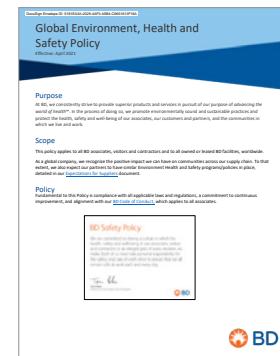 Global Environment, Health and
Safety Policy
Effective: April 2021
Purpose
At BD, we consistently strive to provide superior products and services in pursuit of our purpose of advancing the
world of health™. In the process of doing so, we promote environmentally sound and sustainable practices and
protect the health, safety and well-being of our associates, our customers and partners, and the communities in
which we live and work.
Scope
This policy applies to all BD associates, visitors and contractors and to all owned or leased BD facilities, worldwide.
As a global company, we recognise the positive impact we can have on communities across our supply chain. To that
extent, we also expect our partners to have similar Environment Health and Safety programs/policies in place,
detailed in our Expectations for Suppliers document.
Policy
Fundamental to this Policy is compliance with all applicable laws and regulations, a commitment to continuous
improvement, and alignment with our BD Code of Conduct, which applies to all associates.
BD Safety Policy
BD
BD